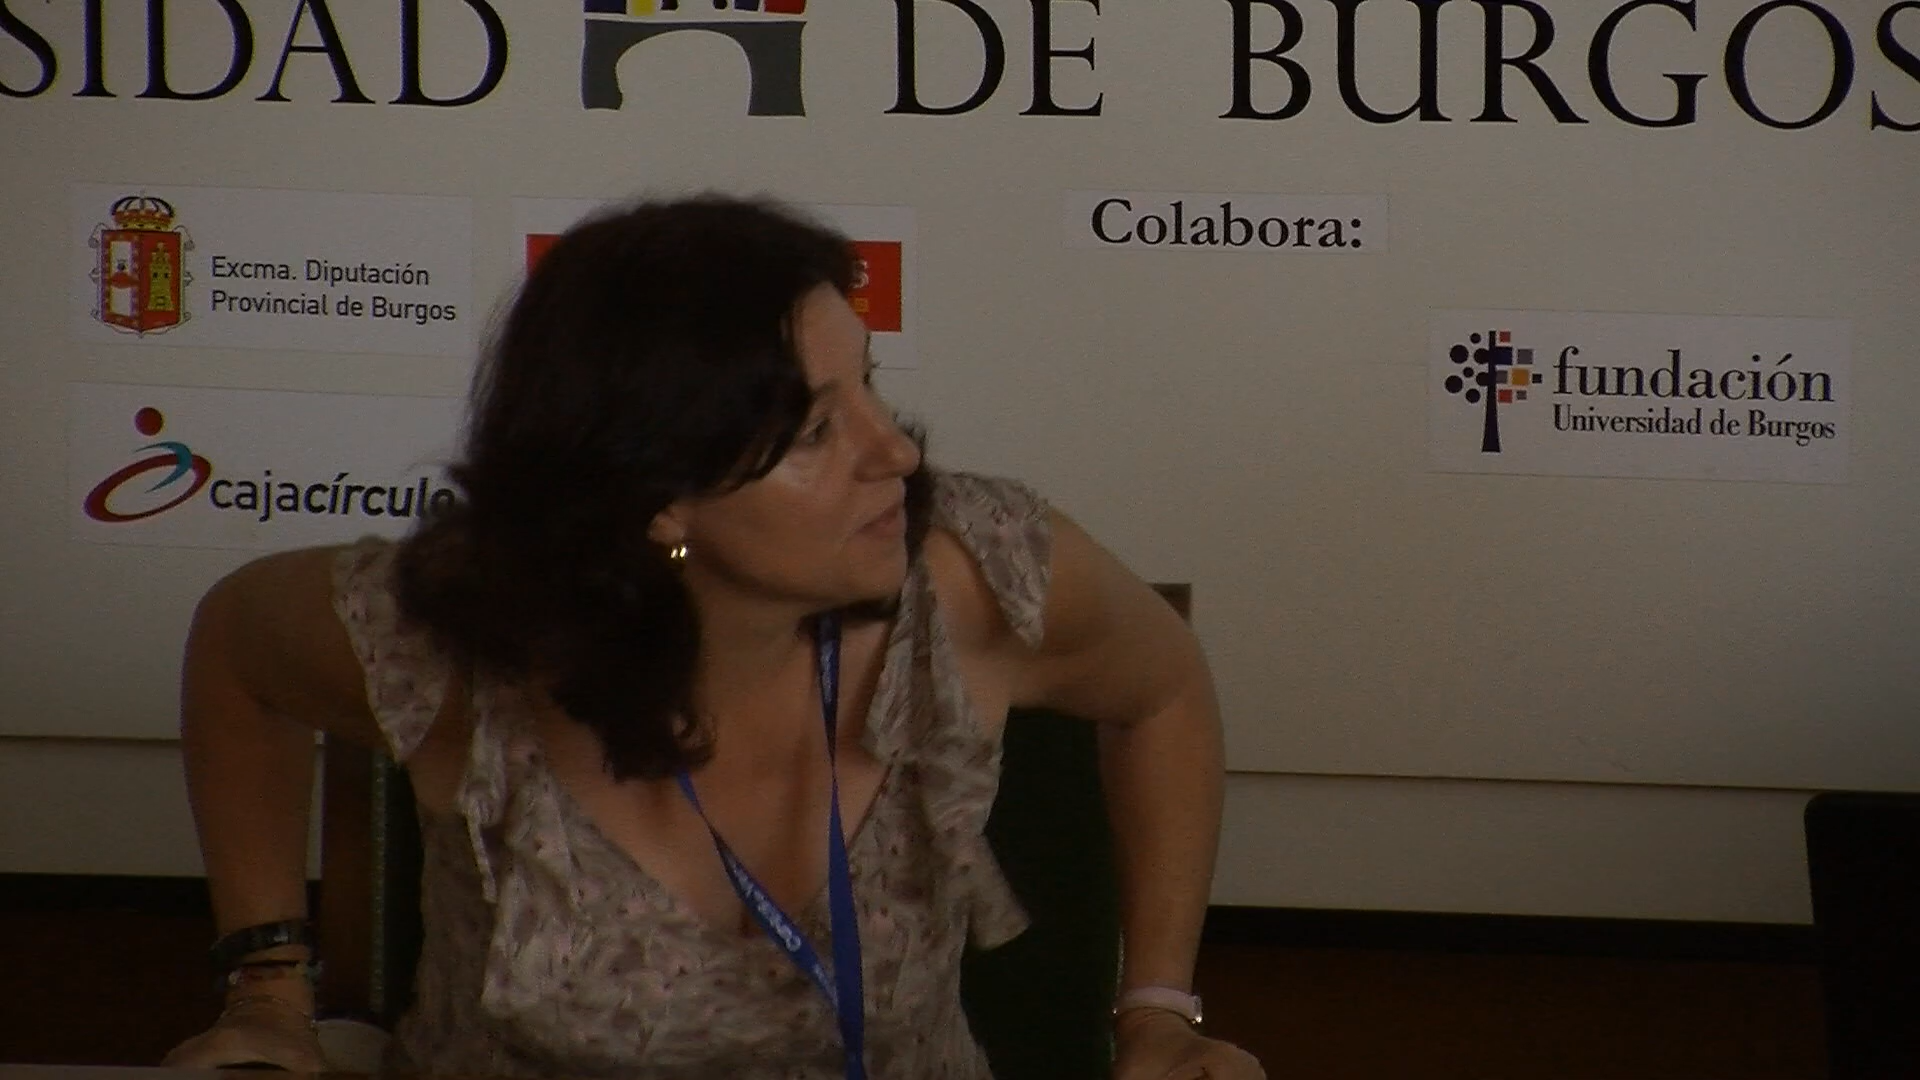 SIDAD DE BURGOS
Colabora:
Excma. Diputación
Provincial de Burgos
fundación
Universidad de Burgos
cajacírculo